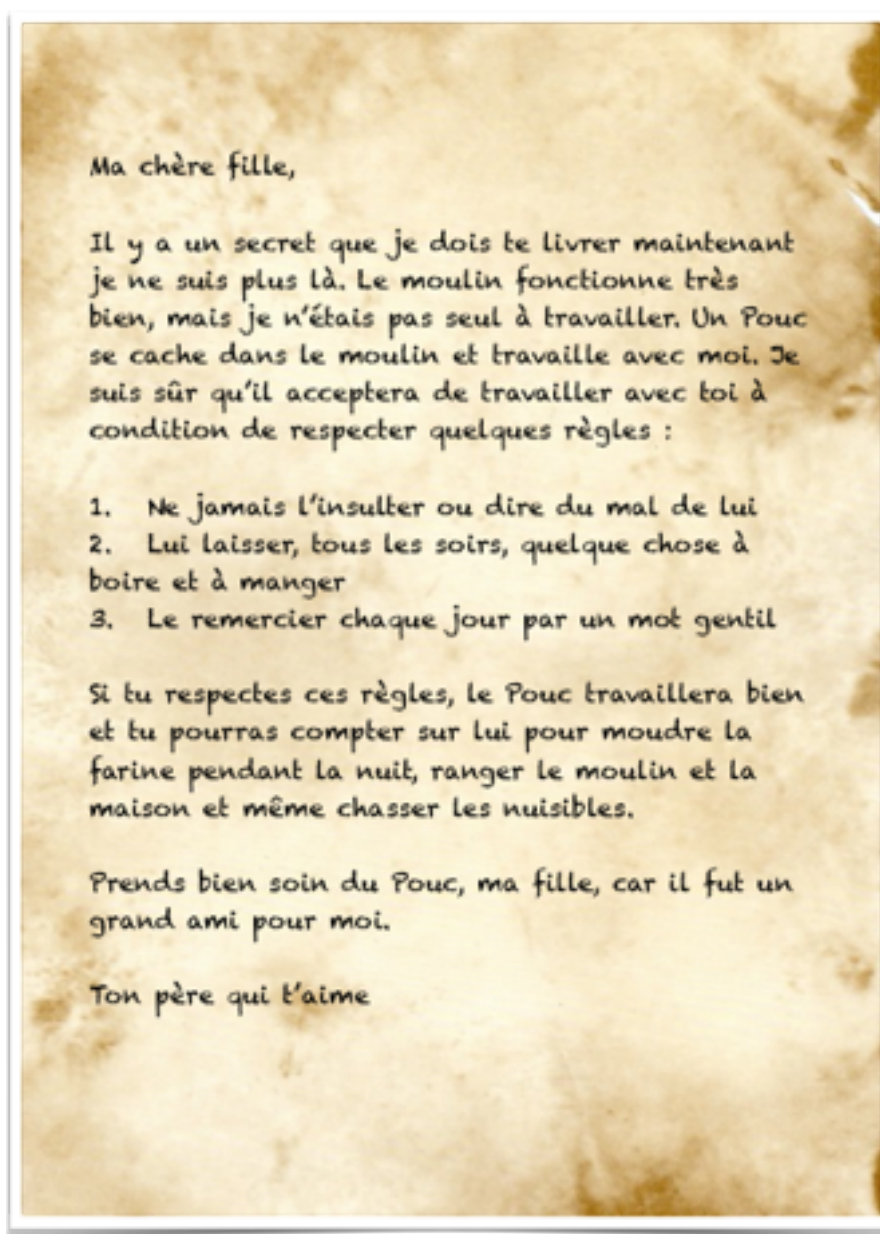 Ma chère fille,
Il y a un secret que je dois te livrer maintenant
je ne suis plus là. Le moulin fonctionne très
bien, mais je n'étais pas seul à travailler. Un Pouc
se cache dans le moulin et travaille avec moi. Je
suis sûr qu'il acceptera de travailler avec toi à
condition de respecter quelques règles :
1. Ne jamais l'insulter ou dire du mal de lui
2. Lui laisser, tous les soirs, quelque chose à
boire et à manger
3. Le remercier chaque jour par un mot gentil
Si tu respectes ces règles, le Pouc travaillera bien
et tu pourras compter sur lui pour moudre la
farine pendant la nuit, ranger le moulin et la
maison et même chasser les nuisibles.
Prends bien soin du Pouc, ma fille, car il fut un
grand ami pour moi.
Ton père qui t'aime